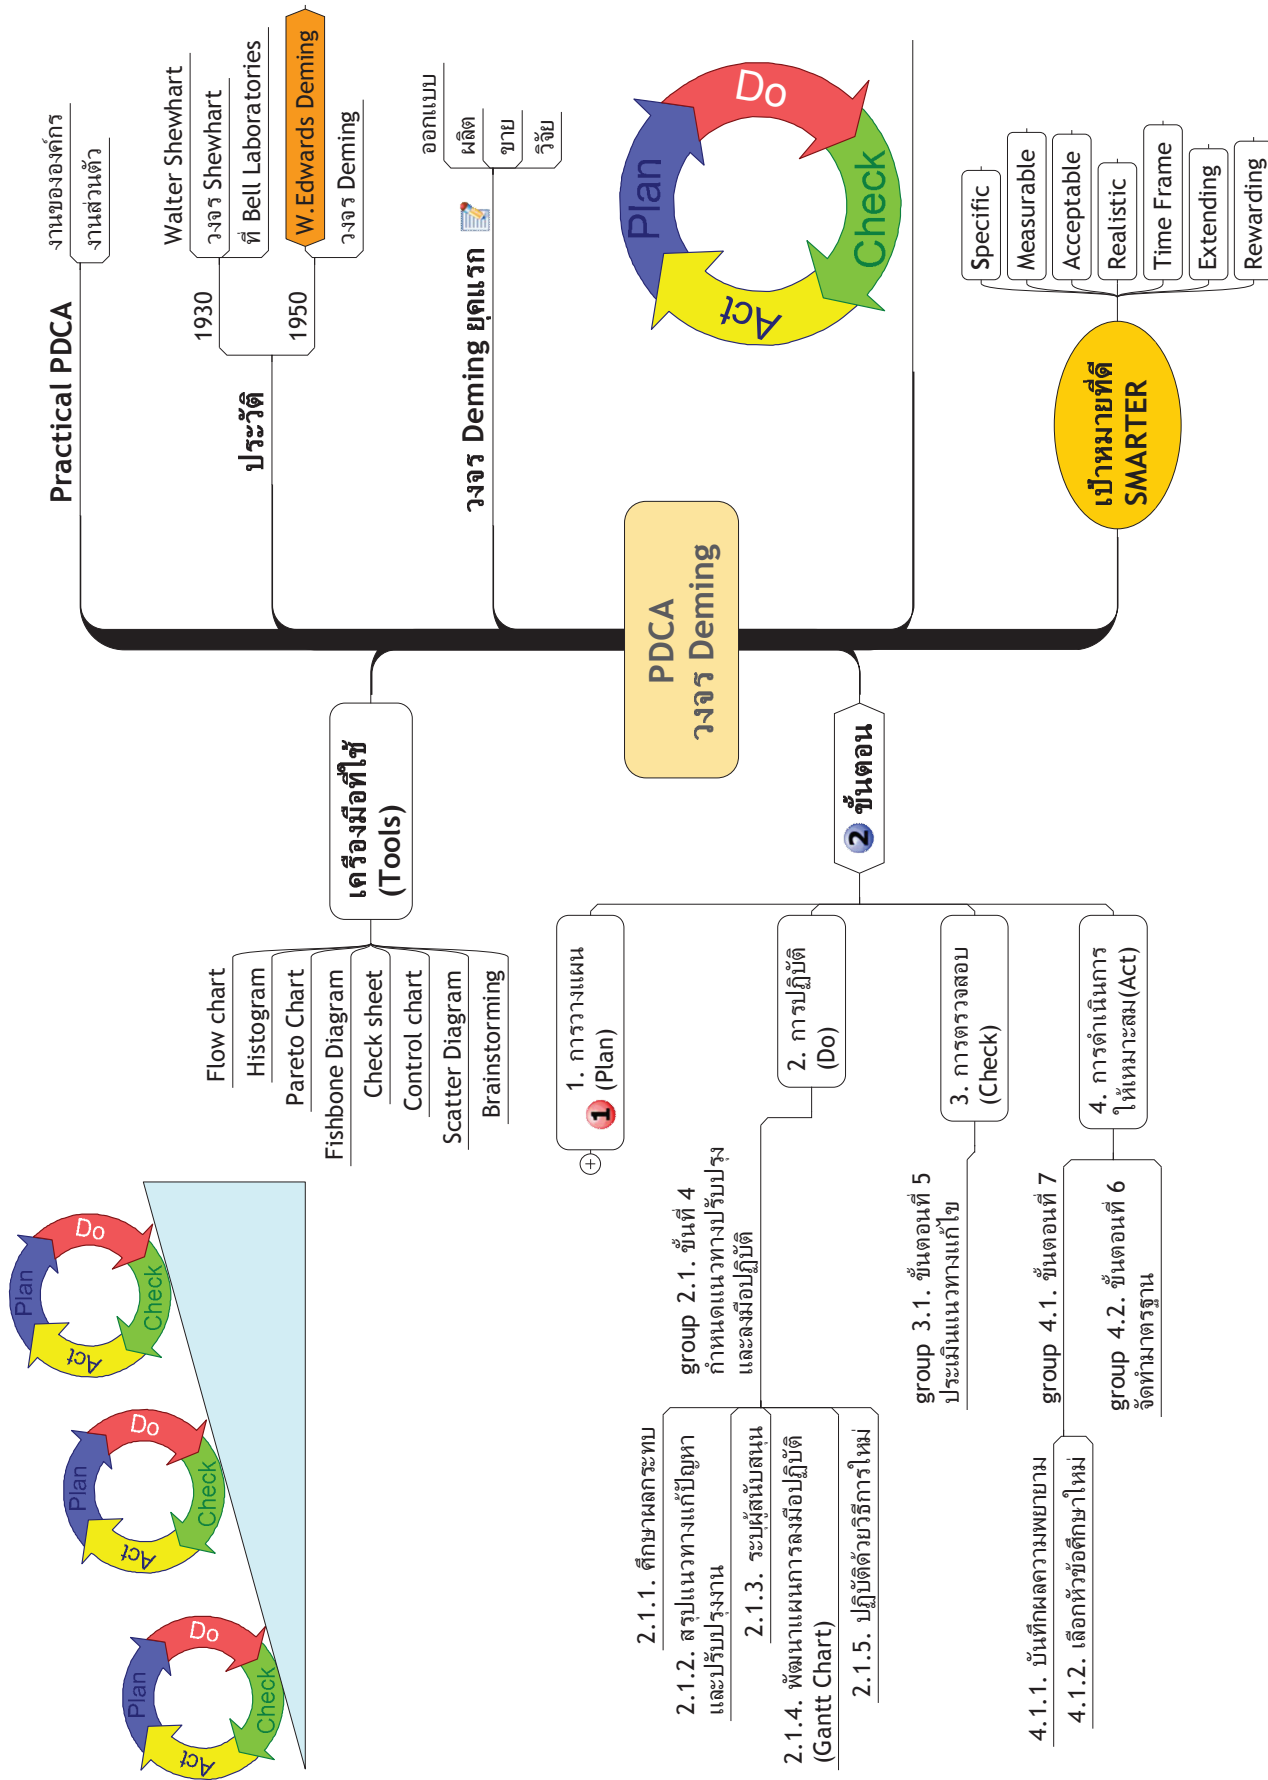 Practical PDCA
งานขององค์กร
งานส่วนตัว
ประวัติ
1930
Walter Shewhart
วงจร Shewhart
ที่ Bell Laboratories
1950
W.Edwards Deming
วงจร Deming
วงจร Deming ยุคแรก
ออกแบบ
ผลิต
ขาย
วิจัย
Plan
Do
Check
Act
เป้าหมายที่ดี
SMARTER
Specific
Measurable
Acceptable
Realistic
Time Frame
Extending
Rewarding
PDCA
วงจร Deming
เครื่องมือที่ใช้
(Tools)
Flow chart
Histogram
Pareto Chart
Fishbone Diagram
Check sheet
Control chart
Scatter Diagram
Brainstorming
2 ขั้นตอน
1. การวางแผน
1 (Plan)
2. การปฏิบัติ
(Do)
group 2.1. ขั้นที่ 4
กำหนดแนวทางปรับปรุง
และลงมือปฏิบัติ
2.1.1. ศึกษาผลกระทบ
2.1.2. สรุปแนวทางแก้ปัญหา
และปรับปรุงงาน
2.1.3. ระบุผู้สนับสนุน
2.1.4. พัฒนาแผนการลงมือปฏิบัติ
(Gantt Chart)
2.1.5. ปฏิบัติด้วยวิธีการใหม่
3. การตรวจสอบ
(Check)
group 3.1. ขั้นตอนที่ 5
ประเมินแนวทางแก้ไข
4. การดำเนินการ
ให้เหมาะสม(Act)
group 4.1. ขั้นตอนที่ 7
4.1.1. บันทึกผลความพยายาม
4.1.2. เลือกหัวข้อศึกษาใหม่
group 4.2. ขั้นตอนที่ 6
จัดทำมาตรฐาน
Plan
Do
Check
Act
Plan
Do
Check
Act
Plan
Do
Check
Act